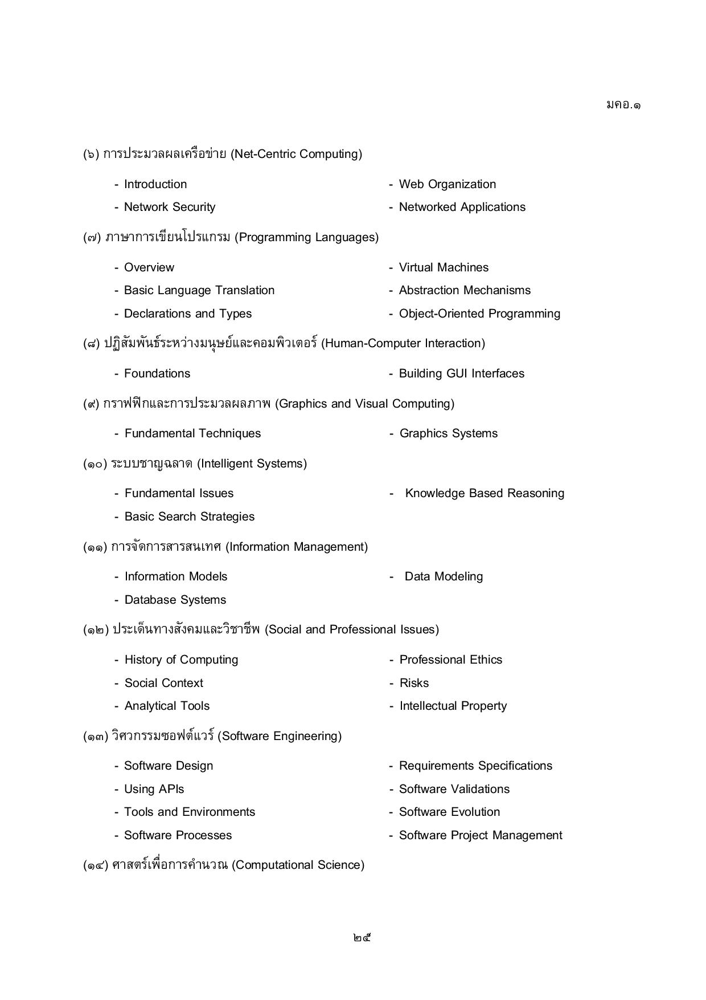 มคอ.๑
(๖) การประมวลผลเครือข่าย (Net-Centric Computing)
- Introduction - Web Organization
- Network Security - Networked Applications
(๗) ภาษาการเขียนโปรแกรม (Programming Languages)
- Overview - Virtual Machines
- Basic Language Translation - Abstraction Mechanisms
- Declarations and Types - Object-Oriented Programming
(๘) ปฏิสัมพันธ์ระหว่างมนุษย์และคอมพิวเตอร์ (Human-Computer Interaction)
- Foundations - Building GUI Interfaces
(๙) กราฟฟิกและการประมวลผลภาพ (Graphics and Visual Computing)
- Fundamental Techniques - Graphics Systems
(๑๐) ระบบชาญฉลาด (Intelligent Systems)
- Fundamental Issues - Knowledge Based Reasoning
- Basic Search Strategies
(๑๑) การจัดการสารสนเทศ (Information Management)
- Information Models - Data Modeling
- Database Systems
(๑๒) ประเด็นทางสังคมและวิชาชีพ (Social and Professional Issues)
- History of Computing - Professional Ethics
- Social Context - Risks
- Analytical Tools - Intellectual Property
(๑๓) วิศวกรรมซอฟต์แวร์ (Software Engineering)
- Software Design - Requirements Specifications
- Using APIs - Software Validations
- Tools and Environments - Software Evolution
- Software Processes - Software Project Management
(๑๔) ศาสตร์เพื่อการคำนวณ (Computational Science)
๒๕